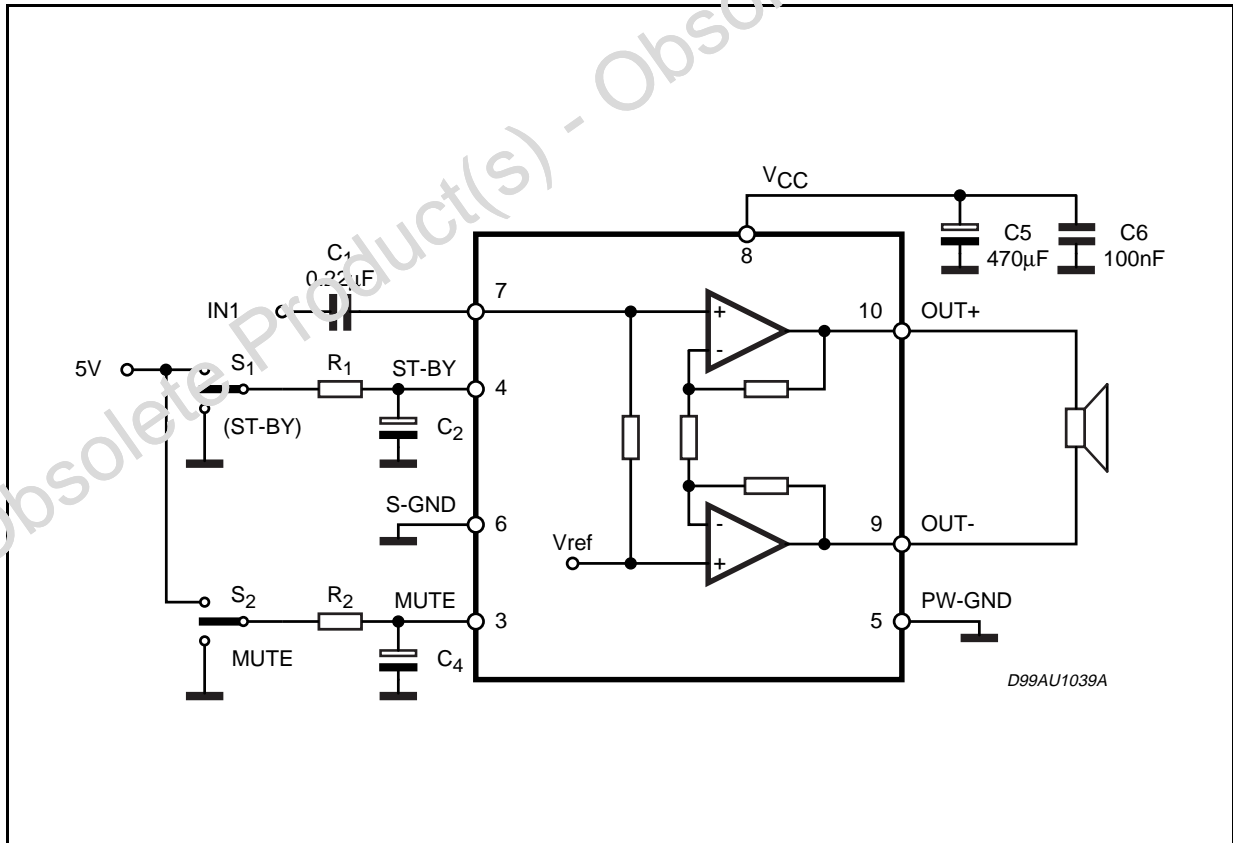 Obsolete Product(s) - Obsol
VCC
8
C5
470µF
C6
100nF
C1
0.22µF
IN1
7
10
OUT+
+
-
5V
S1
R1
ST-BY
4
(ST-BY)
C2
S-GND
6
Vref
-
+
9
OUT-
S2
R2
MUTE
3
MUTE
C4
PW-GND
5
D99AU1039A